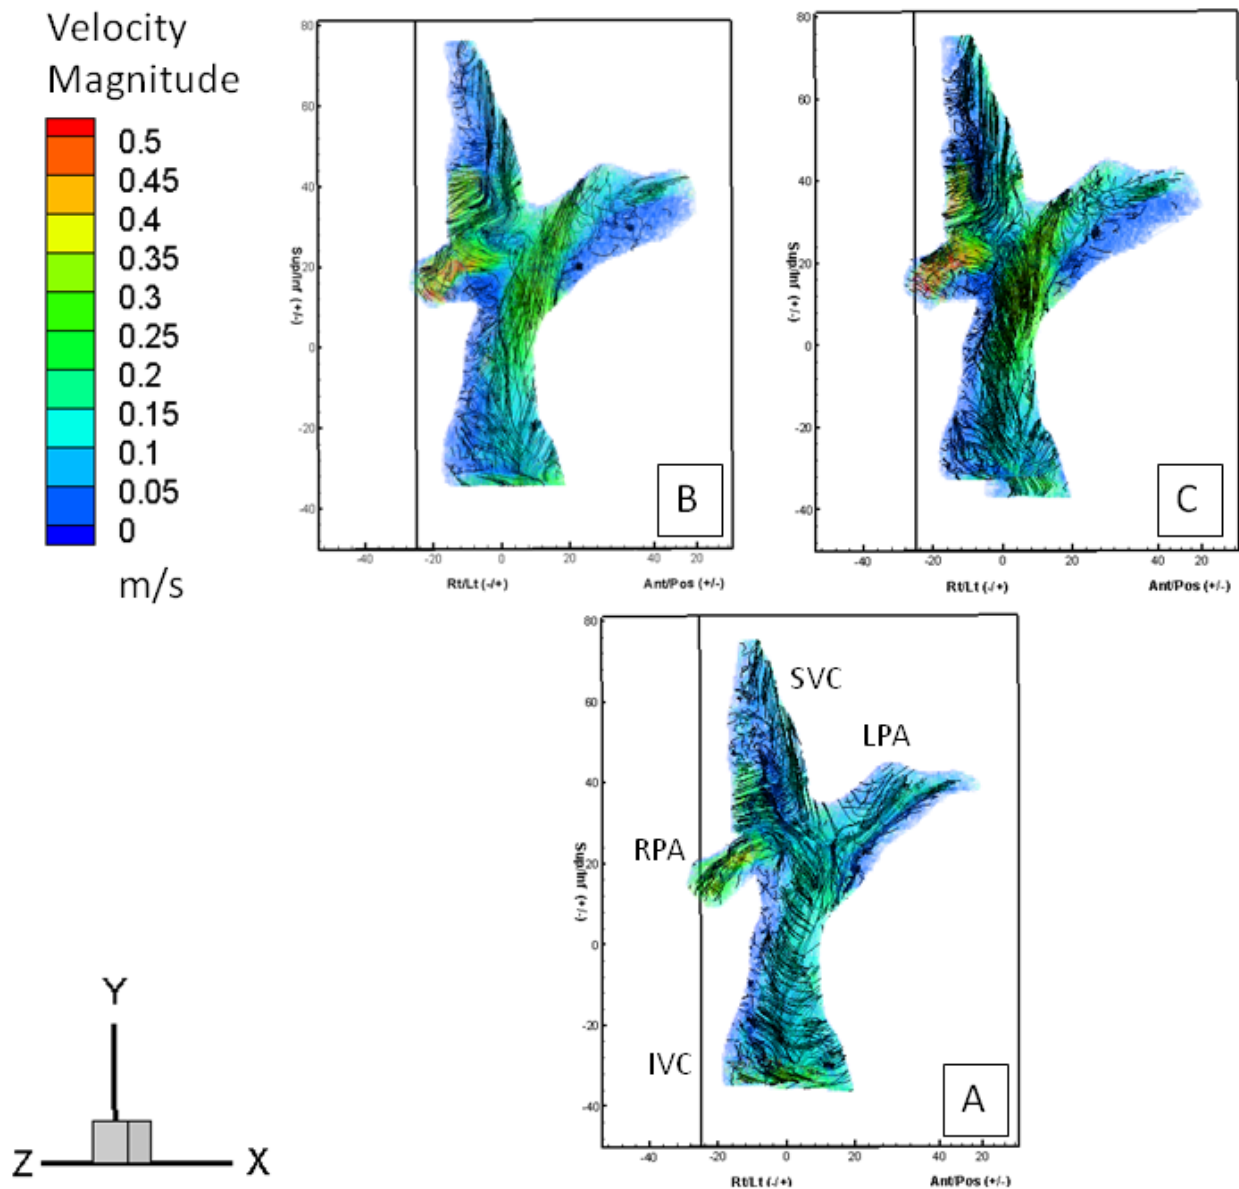 Velocity
Magnitude
0.5
0.45
0.4
0.35
0.3
0.25
0.2
0.15
0.1
0.05
0
m/s
80
60
40
20
0
-20
-40
Sup/Inf (+/-)
-40
-20
0
20
40
20
Rt/Lt (-/+)
Ant/Pos (+/-)
B
80
60
40
20
0
-20
-40
Sup/Inf (+/-)
-40
-20
0
20
40
20
Rt/Lt (-/+)
Ant/Pos (+/-)
C
80
60
40
20
0
-20
-40
Sup/Inf (+/-)
SVC
LPA
RPA
IVC
A
-40
-20
0
20
40
20
Rt/Lt (-/+)
Ant/Pos (+/-)
Y
Z
X